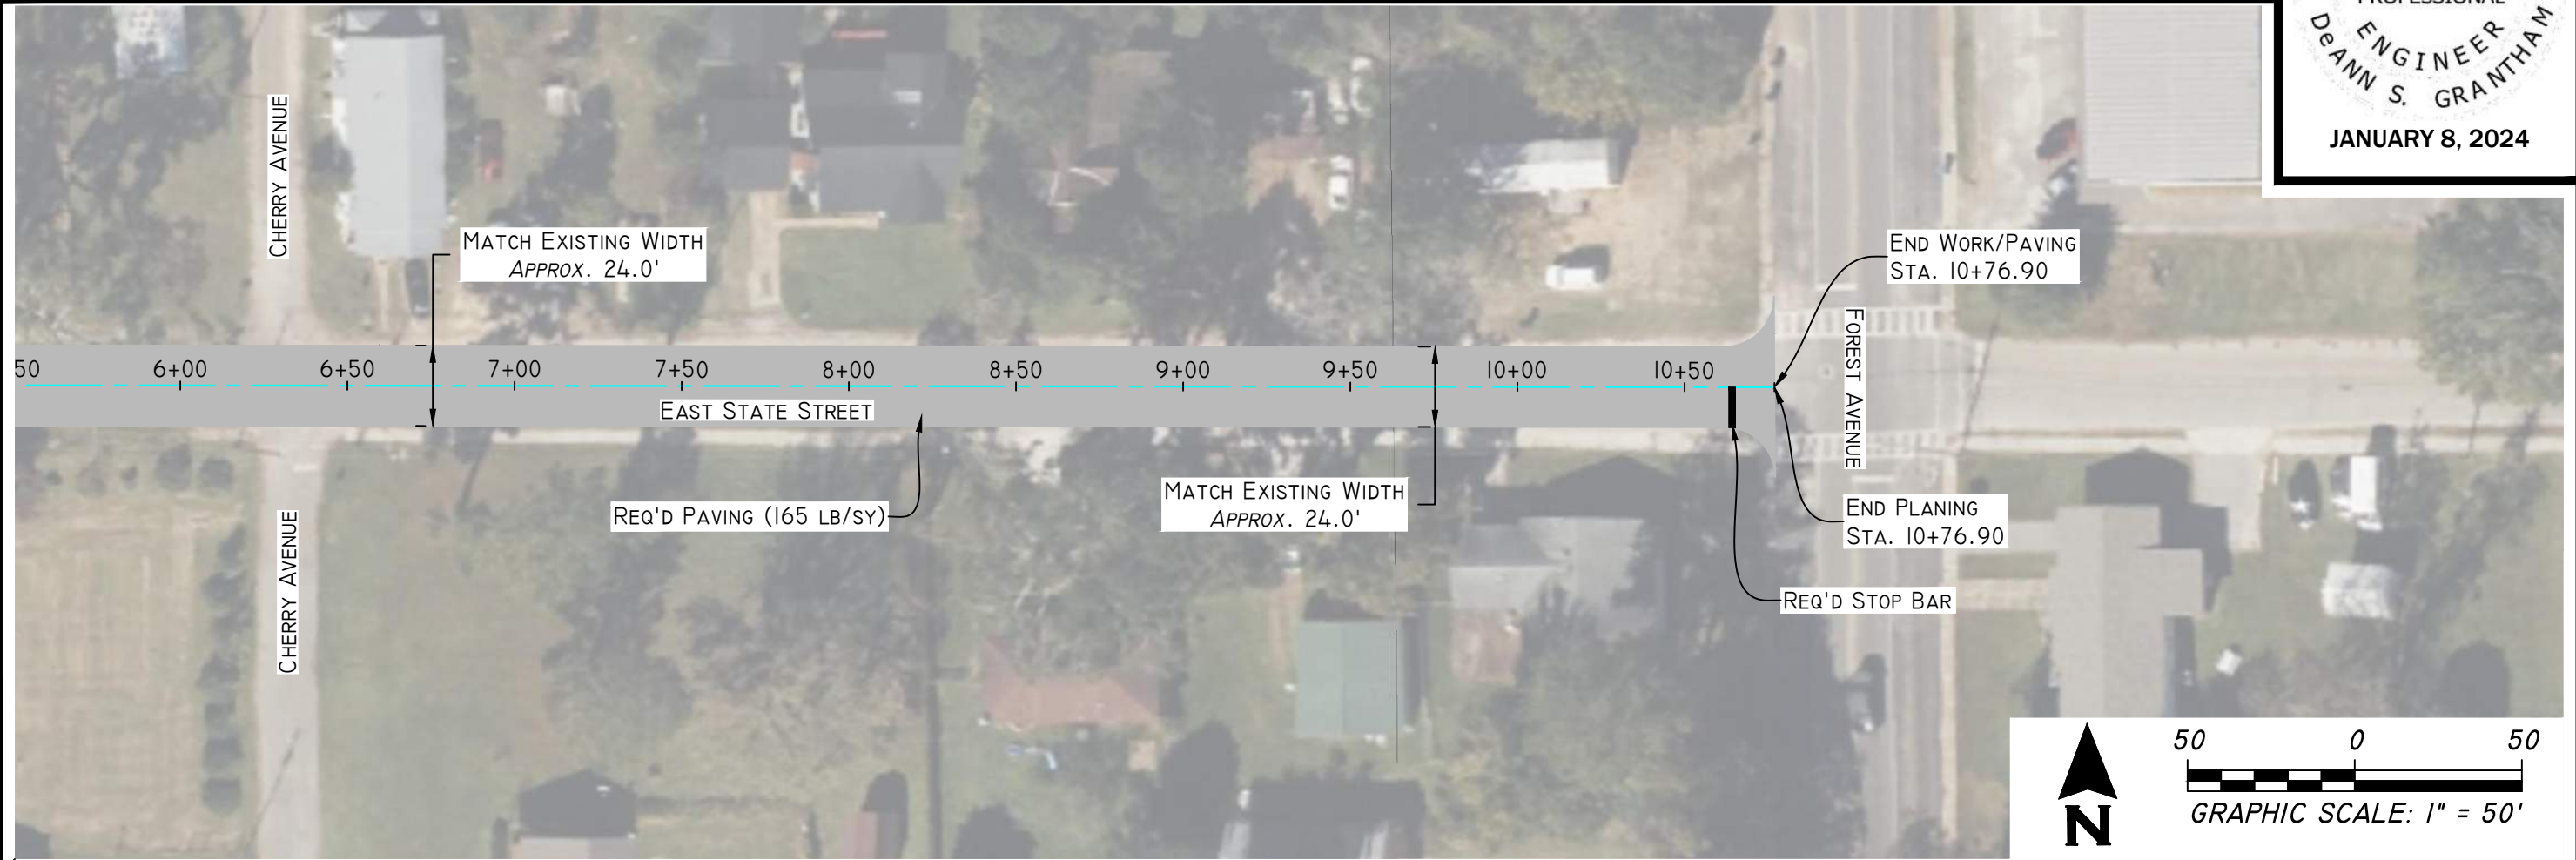 PROFESSIONAL
ENGINEER
DeANN S. GRANTHAM
JANUARY 8, 2024
CHERRY AVENUE
MATCH EXISTING WIDTH
APPROX. 24.0'
END WORK/PAVING
STA. 10+76.90
FOREST AVENUE
50 6+00 6+50 7+00 7+50 8+00 8+50 9+00 9+50 10+00 10+50
EAST STATE STREET
REQ'D PAVING (165 LB/SY)
MATCH EXISTING WIDTH
APPROX. 24.0'
END PLANING
STA. 10+76.90
CHERRY AVENUE
REQ'D STOP BAR
N
50 0 50
GRAPHIC SCALE: 1" = 50'